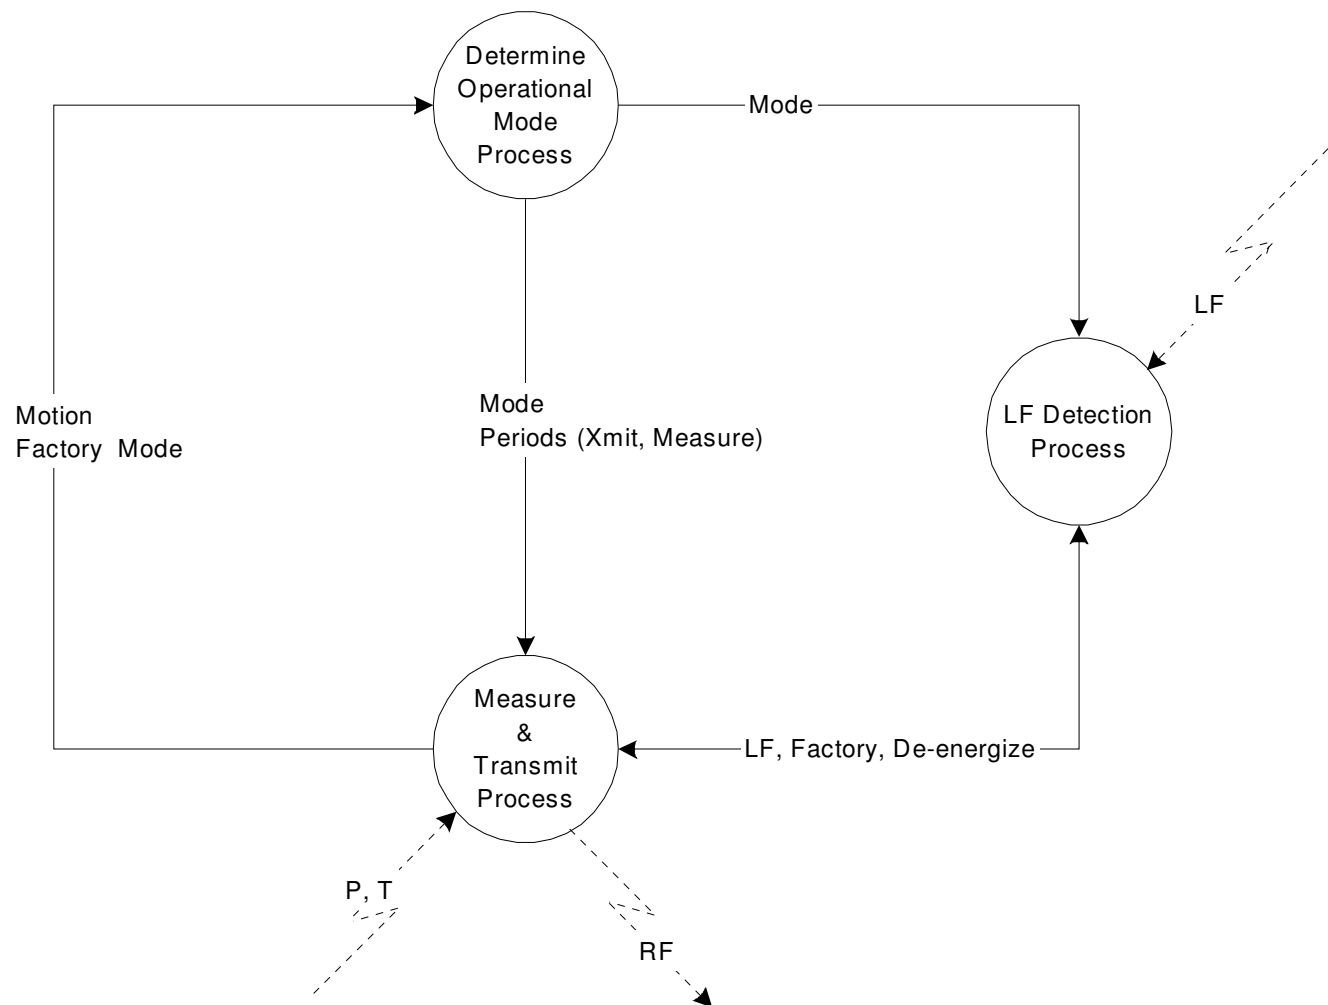 Determine
Operational
Mode
Process
Mode
LF
Motion
Factory Mode
Mode
Periods (Xmit, Measure)
LF Detection
Process
Measure
&
Transmit
Process
LF, Factory, De-energize
P, T
RF